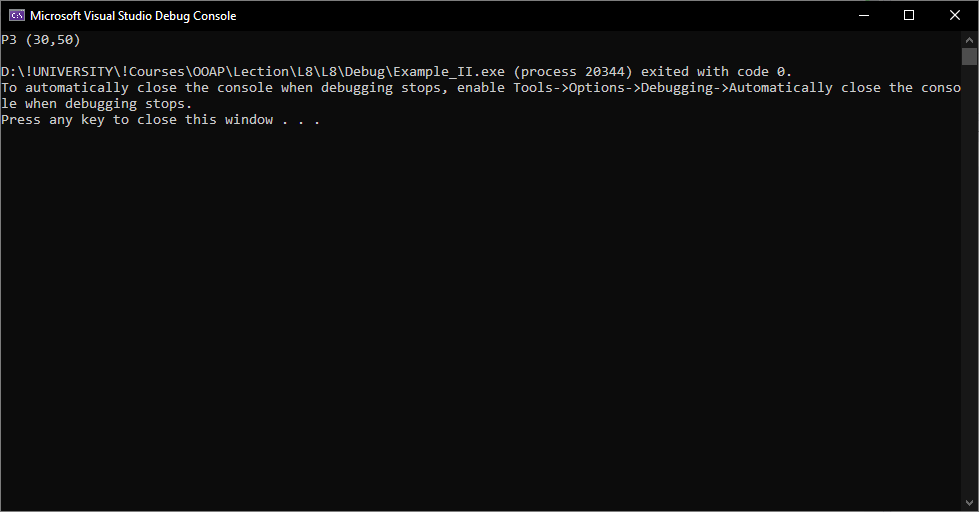 Microsoft Visual Studio Debug Console
P3 (30,50)
D:\!UNIVERSITY\!Courses\OOAP\Lection\L8\L8\Debug\Example_II.exe (process 20344) exited with code 0.
To automatically close the console when debugging stops, enable Tools->Options->Debugging->Automatically close the conso
le when debugging stops.
Press any key to close this window . . .